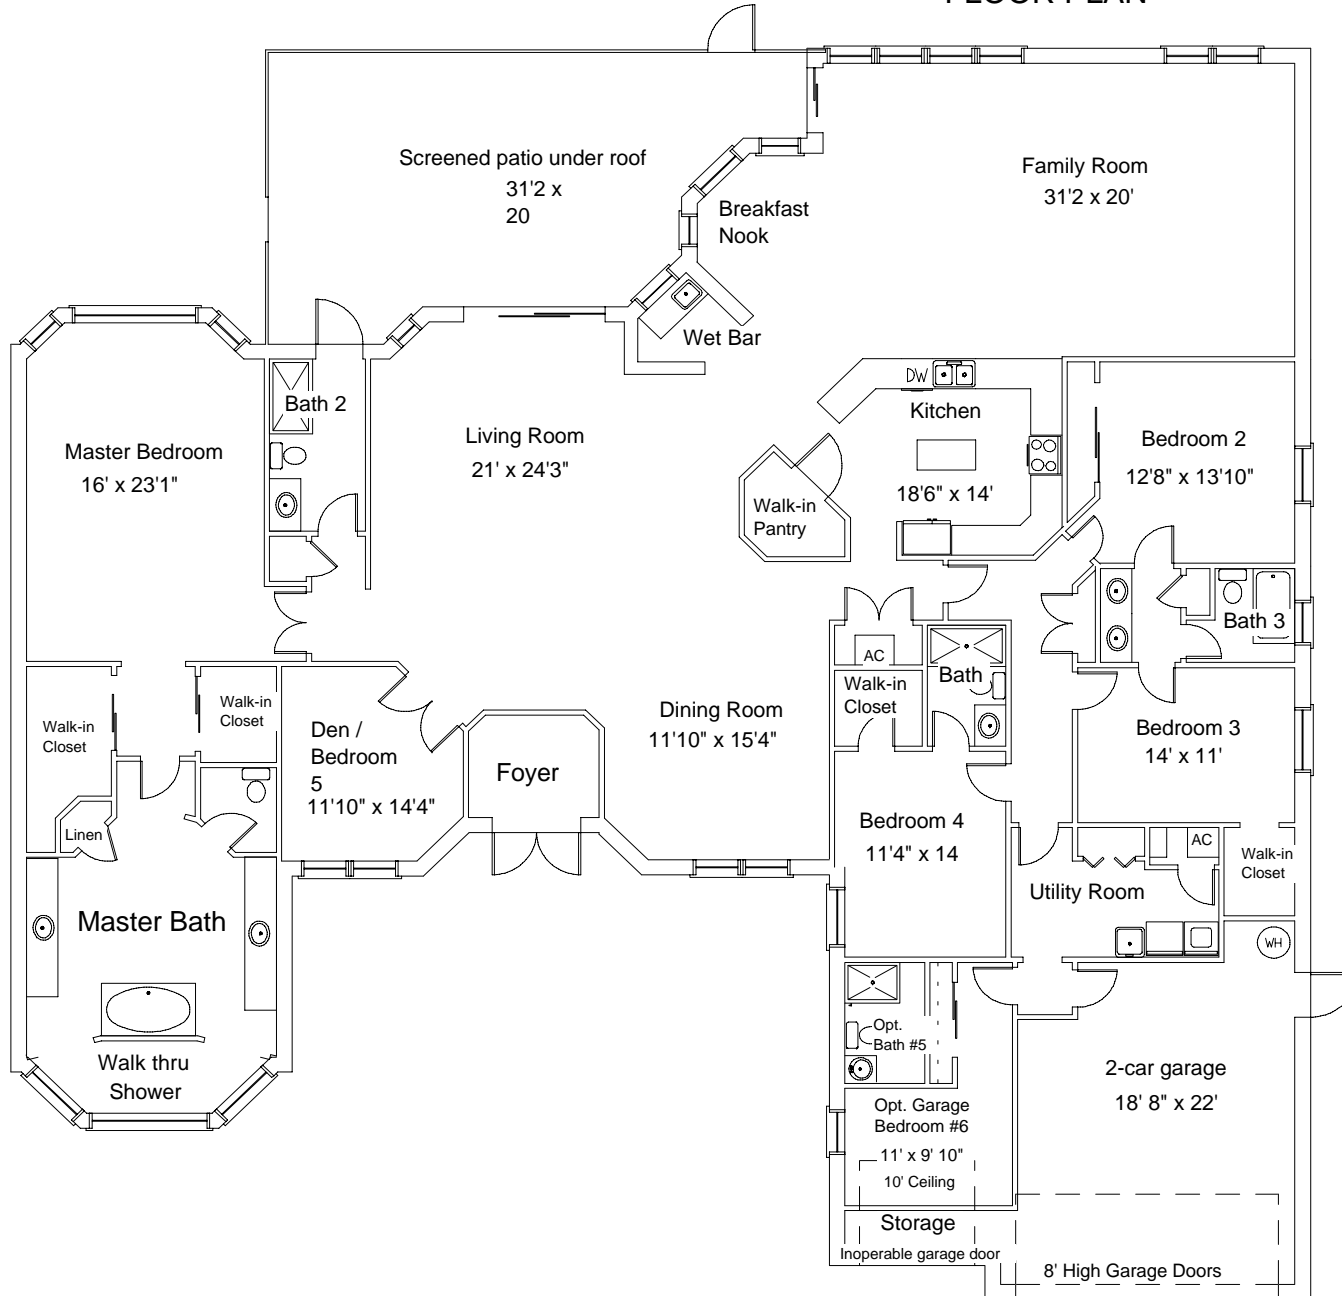 FLOOR PLAN
Screened patio under roof
31'2 x
20
Family Room
31'2 x 20'
Breakfast
Nook
Wet Bar
DW
Kitchen
18'6" x 14'
Bath 2
Living Room
21' x 24'3"
Master Bedroom
16' x 23'1"
Bedroom 2
12'8" x 13'10"
Walk-in
Pantry
Bath 3
AC
Walk-in
Closet
Bath
Walk-in
Closet
Walk-in
Closet
Den /
Bedroom
5
11'10" x 14'4"
Foyer
Dining Room
11'10" x 15'4"
Bedroom 3
14' x 11'
Linen
Bedroom 4
11'4" x 14
AC
Walk-in
Closet
Utility Room
Master Bath
WH
Opt.
Bath #5
Walk thru
Shower
2-car garage
18' 8" x 22'
Opt. Garage
Bedroom #6
11' x 9' 10"
10' Ceiling
Storage
Inoperable garage door
8' High Garage Doors